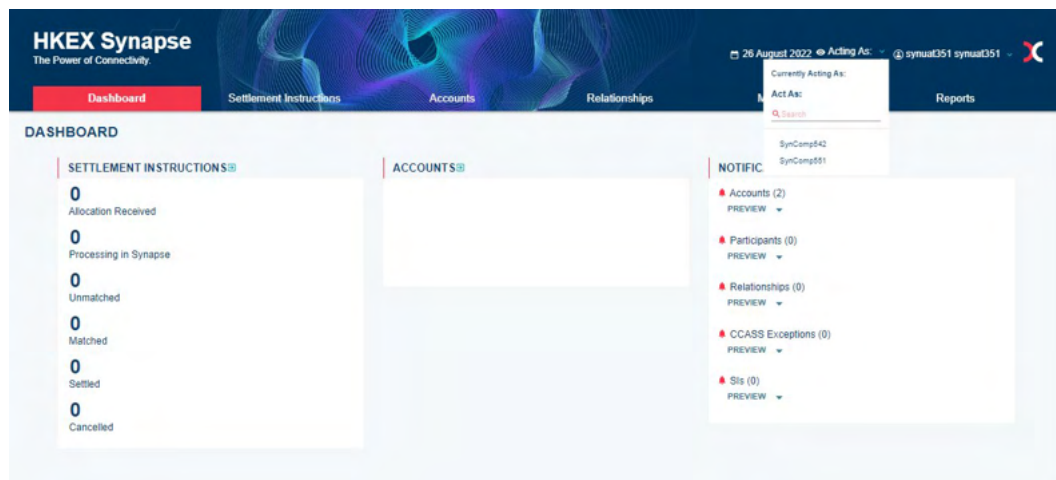 HKEX Synapse
The Power of Connectivity.
26 August 2022 Acting As: synuat351 synuat351
Currently Acting As:
Act As:
Search
SynComp542
SynComp551
Dashboard Settlement Instructions Accounts Relationships M Reports
DASHBOARD
SETTLEMENT INSTRUCTIONS
0
Allocation Received
0
Processing in Synapse
0
Unmatched
0
Matched
0
Settled
0
Cancelled
ACCOUNTS
NOTIFIC
Accounts (2)
PREVIEW
Participants (0)
PREVIEW
Relationships (0)
PREVIEW
CCASS Exceptions (0)
PREVIEW
SIs (0)
PREVIEW